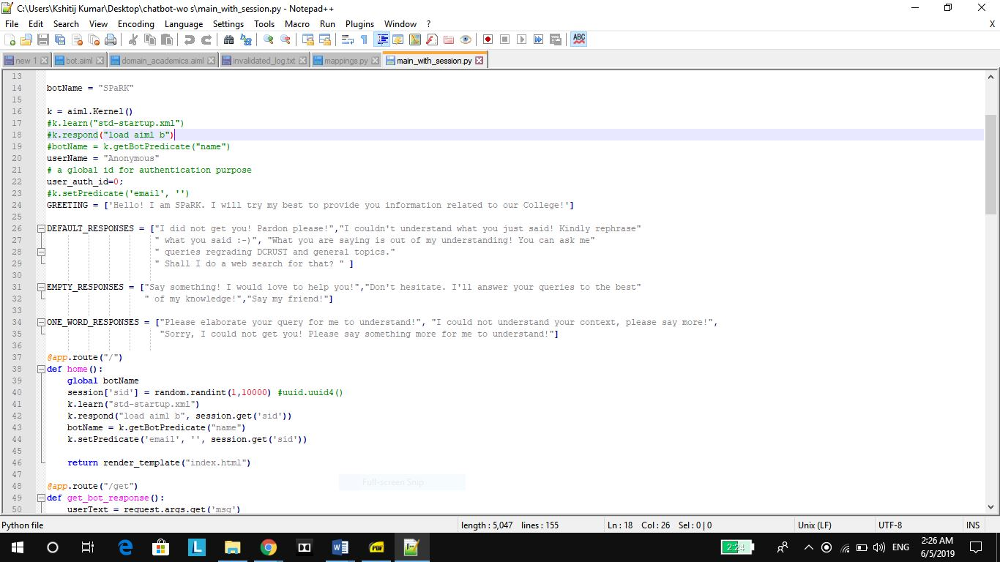 C:\Users\Kshitij Kumar\Desktop\chatbot-wo s\main_with_session.py - Notepad++
File Edit Search View Encoding Language Settings Tools Macro Run Plugins Window ? X
ABC
new 1 bot.aiml domain_academics.aiml invalidated_log.txt mappings.py main_with_session.py
13
14 botName = "SPaRK"
15
16 k = aiml.Kernel()
17 #k.learn("std-startup.xml")
18 #k.respond("load aiml b")
19 #botName = k.getBotPredicate("name")
20 userName = "Anonymous"
21 # a global id for authentication purpose
22 user_auth_id=0;
23 #k.setPredicate('email', '')
24 GREETING = ['Hello! I am SPaRK. I will try my best to provide you information related to our College!']
25
26 DEFAULT_RESPONSES = ["I did not get you! Pardon please!","I couldn't understand what you just said! Kindly rephrase"
27 " what you said :-)", "What you are saying is out of my understanding! You can ask me"
28 " queries regrading DCRUST and general topics."
29 " Shall I do a web search for that? " ]
30
31 EMPTY_RESPONSES = ["Say something! I would love to help you!","Don't hesitate. I'll answer your queries to the best"
32 " of my knowledge!","Say my friend!"]
33
34 ONE_WORD_RESPONSES = ["Please elaborate your query for me to understand!", "I could not understand your context, please say more!",
35 "Sorry, I could not get you! Please say something more for me to understand!"]
36
37 @app.route("/")
38 def home():
39 global botName
40 session['sid'] = random.randint(1,10000) #uuid.uuid4()
41 k.learn("std-startup.xml")
42 k.respond("load aiml b", session.get('sid'))
43 botName = k.getBotPredicate("name")
44 k.setPredicate('email', '', session.get('sid'))
45
46 return render_template("index.html")
47
Full-screen Snip
48 @app.route("/get")
49 def get_bot_response():
50 userText = request.args.get('msg')
Python file length : 5,047 lines : 155 Ln : 18 Col : 26 Sel : 0 | 0 Unix (LF) UTF-8 INS
L W PDF 2:24 ENG 2:26 AM
6/5/2019